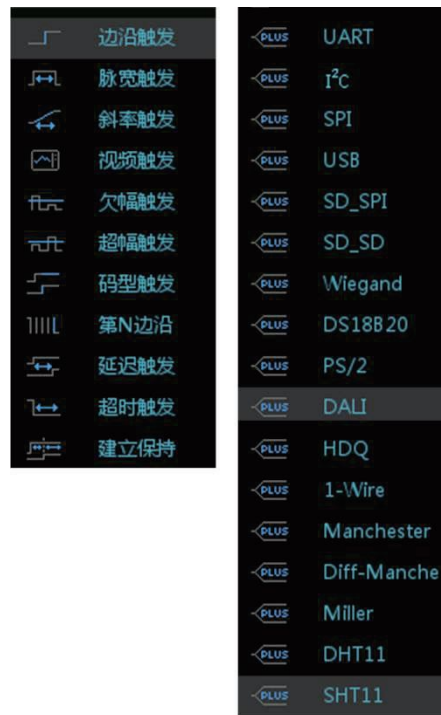 边沿触发
脉宽触发
斜率触发
视频触发
欠幅触发
超幅触发
码型触发
第N边沿
延迟触发
超时触发
建立保持
PLUS UART
PLUS I²C
PLUS SPI
PLUS USB
PLUS SD_SPI
PLUS SD_SD
PLUS Wiegand
PLUS DS18B20
PLUS PS/2
PLUS DALI
PLUS HDQ
PLUS 1-Wire
PLUS Manchester
PLUS Diff-Manche
PLUS Miller
PLUS DHT11
PLUS SHT11